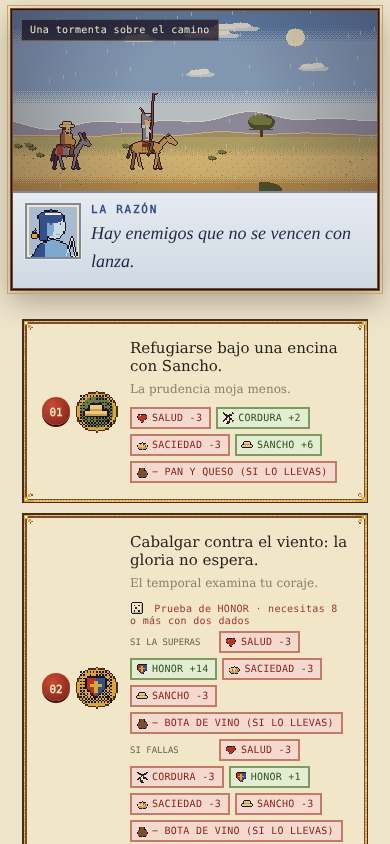 Una tormenta sobre el camino
LA RAZÓN
Hay enemigos que no se vencen con
lanza.
01
Refugiarse bajo una encina
con Sancho.
La prudencia moja menos.
SALUD -3 CORDURA +2
SACIEDAD -3 SANCHO +6
− PAN Y QUESO (SI LO LLEVAS)
02
Cabalgar contra el viento: la
gloria no espera.
El temporal examina tu coraje.
Prueba de HONOR · necesitas 8
o más con dos dados
SI LA SUPERAS SALUD -3
HONOR +14 SACIEDAD -3
SANCHO -3
− BOTA DE VINO (SI LO LLEVAS)
SI FALLAS SALUD -3
CORDURA -3 HONOR +1
SACIEDAD -3 SANCHO -3
− BOTA DE VINO (SI LO LLEVAS)